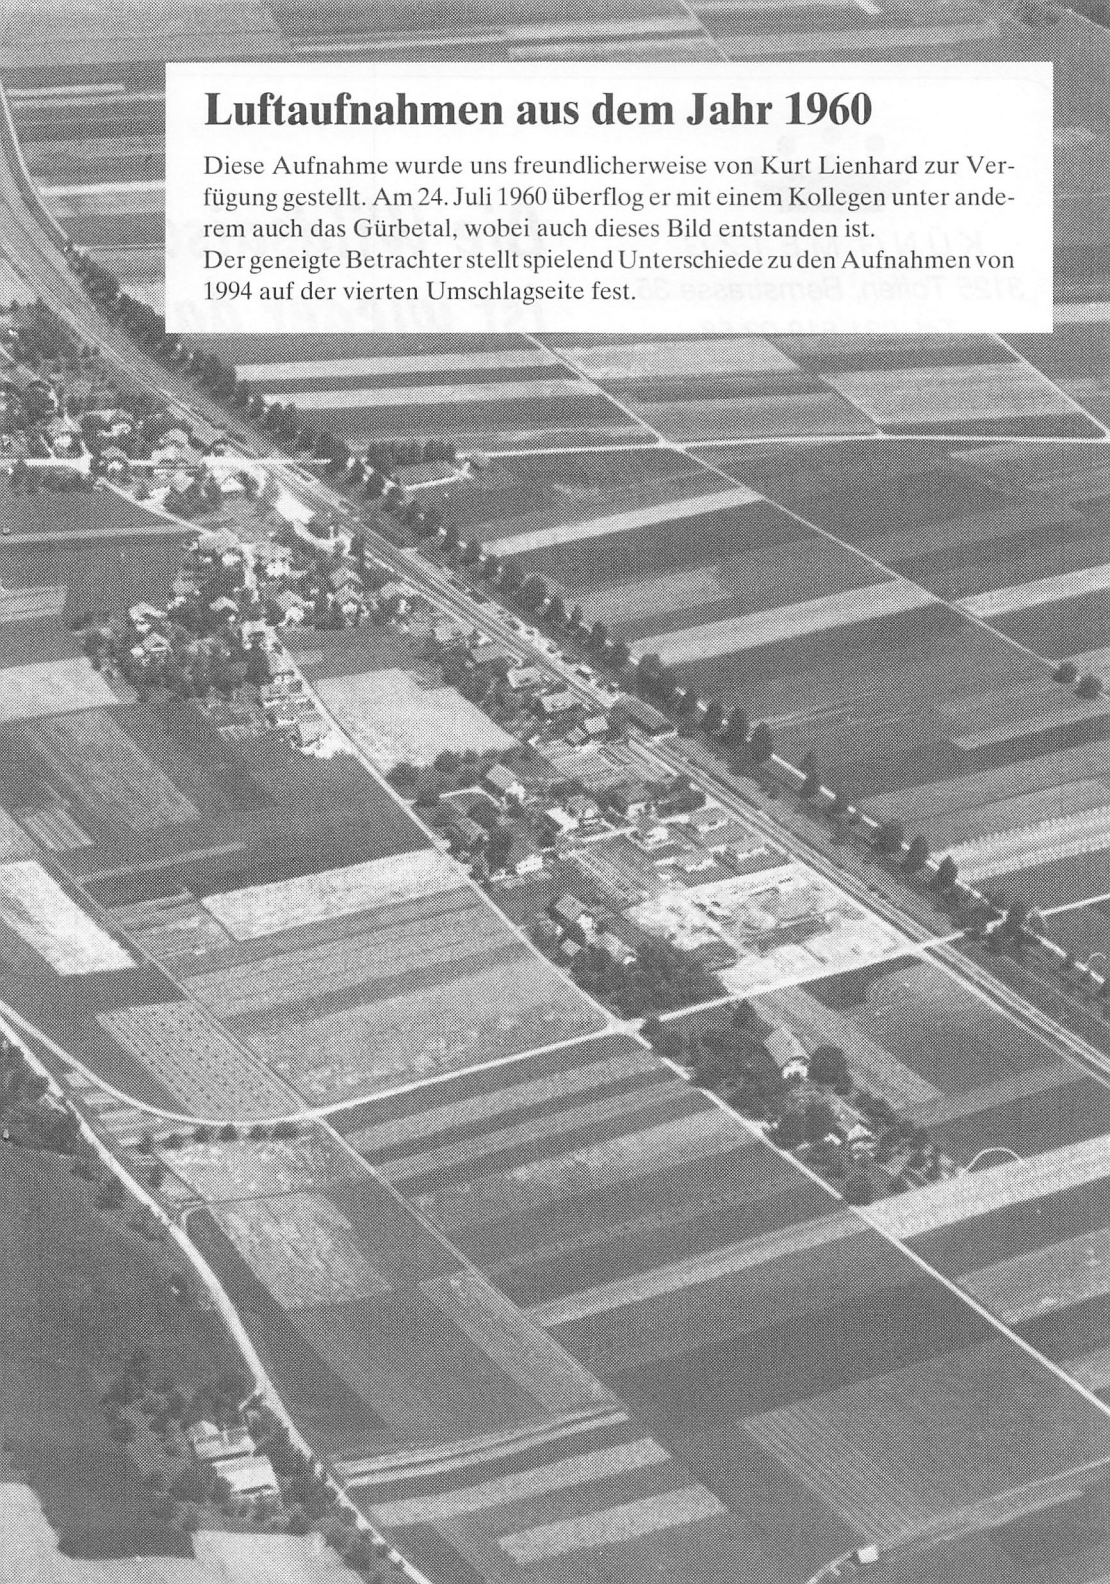 Luftaufnahmen aus dem Jahr 1960
Diese Aufnahme wurde uns freundlicherweise von Kurt Lienhard zur Ver-
fügung gestellt. Am 24. Juli 1960 überflog er mit einem Kollegen unter ande-
rem auch das Gürbetal, wobei auch dieses Bild entstanden ist.
Der geneigte Betrachter stellt spielend Unterschiede zu den Aufnahmen von
1994 auf der vierten Umschlagseite fest.